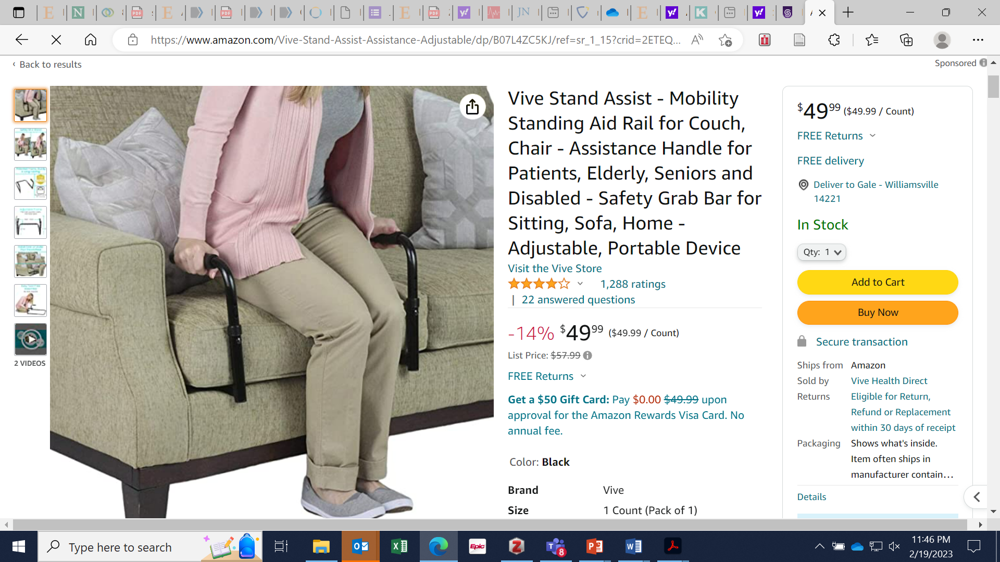 https://www.amazon.com/Vive-Stand-Assist-Assistance-Adjustable/dp/B07L4ZC5KJ/ref=sr_1_15?crid=2ETEQ...
‹ Back to results
Sponsored
Vive Stand Assist - Mobility
Standing Aid Rail for Couch,
Chair - Assistance Handle for
Patients, Elderly, Seniors and
Disabled - Safety Grab Bar for
Sitting, Sofa, Home -
Adjustable, Portable Device
Visit the Vive Store
1,288 ratings
| 22 answered questions
-14% $49.99 ($49.99 / Count)
List Price: $57.99
FREE Returns
Get a $50 Gift Card: Pay $0.00 $49.99 upon
approval for the Amazon Rewards Visa Card. No
annual fee.
Color: Black
Brand Vive
Size 1 Count (Pack of 1)
2 VIDEOS
$49.99 ($49.99 / Count)
FREE Returns
FREE delivery
Deliver to Gale - Williamsville
14221
In Stock
Qty: 1
Add to Cart
Buy Now
Secure transaction
Ships from Amazon
Sold by Vive Health Direct
Returns Eligible for Return,
Refund or Replacement
within 30 days of receipt
Packaging Shows what's inside.
Item often ships in
manufacturer contain...
Details
Type here to search
Epic
8
11:46 PM
2/19/2023